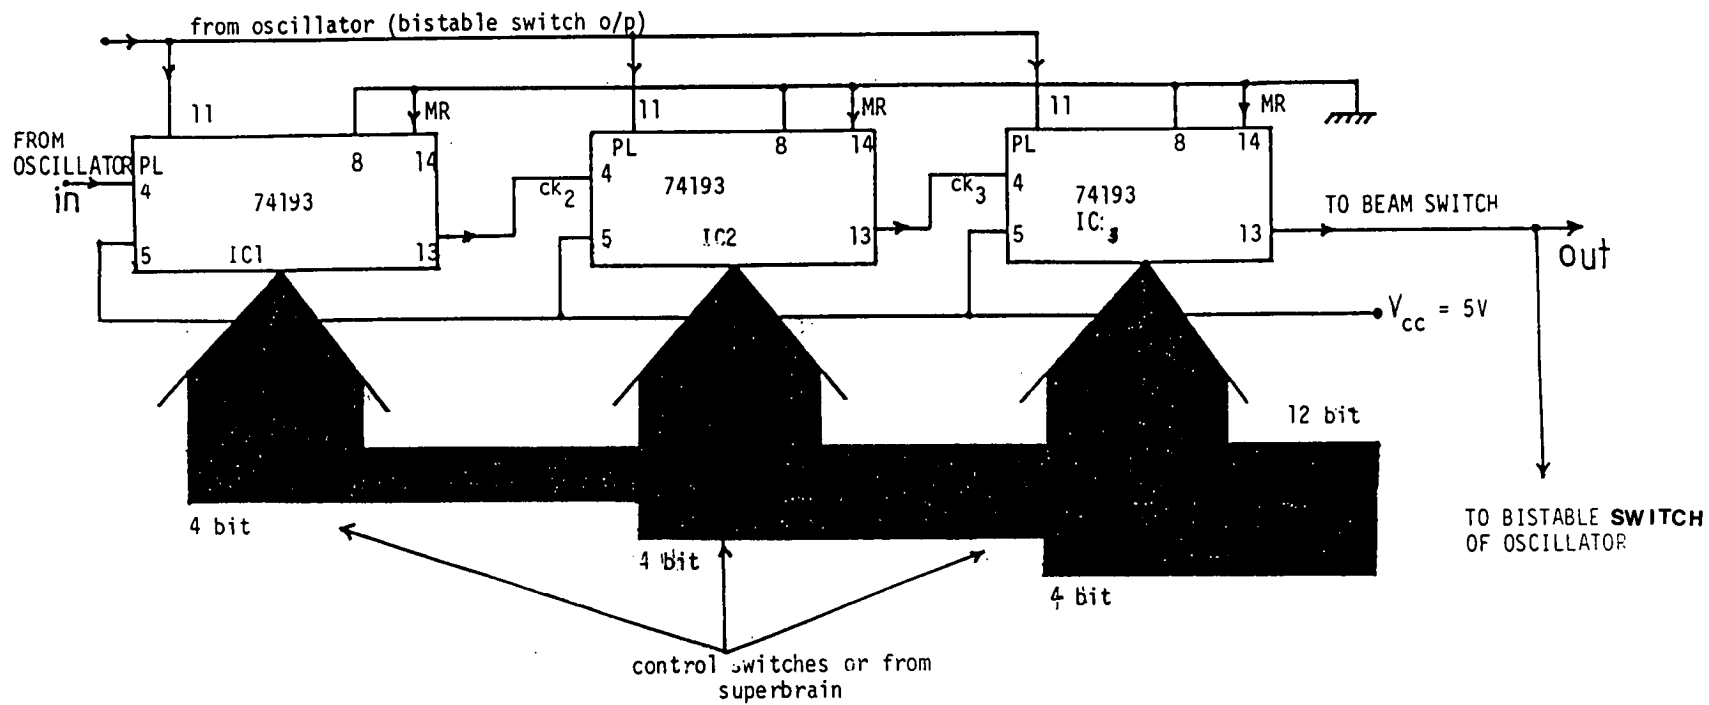 from oscillator (bistable switch o/p)
11
MR
11
MR
11
MR
FROM
OSCILLATOR
in
PL
4
5
8
14
74193
IC1
13
ck2
PL
4
5
8
14
74193
IC2
13
ck3
PL
4
5
8
14
74193
IC:3
13
TO BEAM SWITCH
Out
Vcc = 5V
12 bit
4 bit
4 bit
4 bit
TO BISTABLE SWITCH
OF OSCILLATOR
control switches or from
superbrain